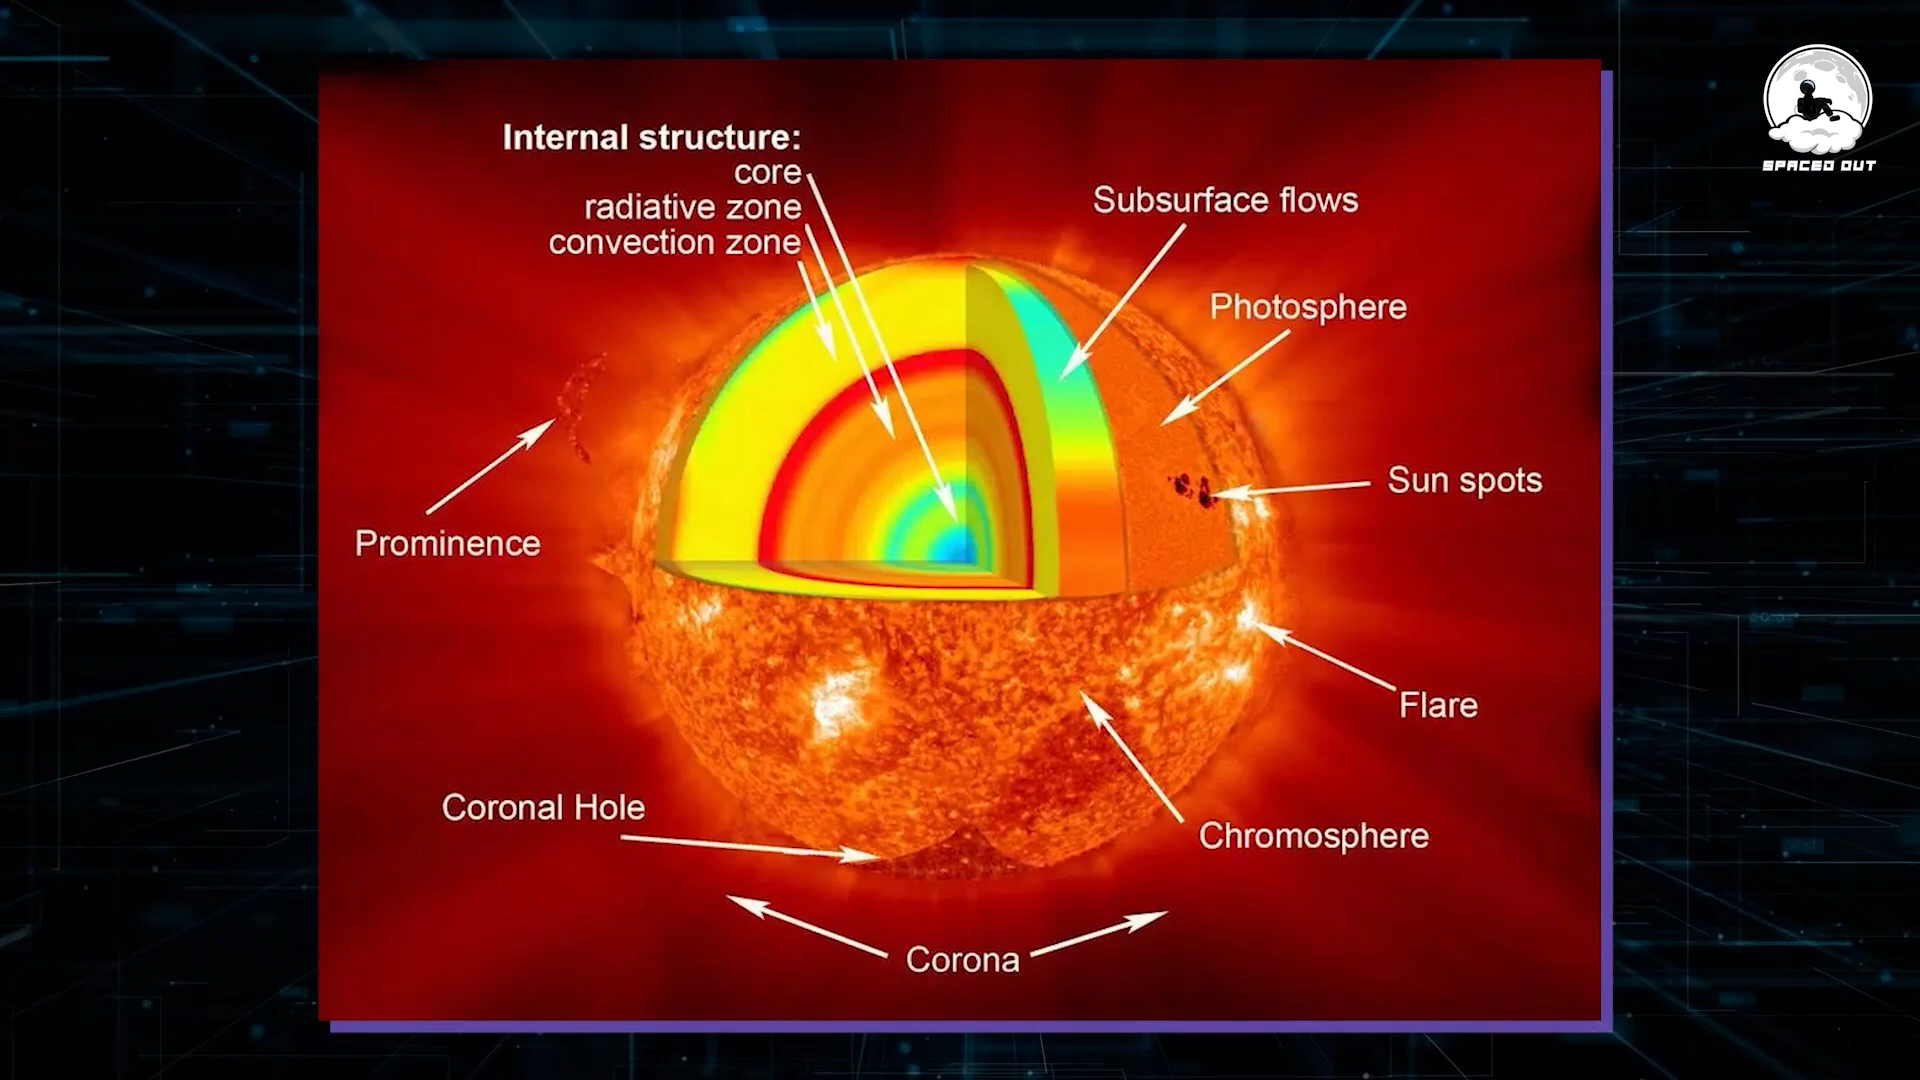 SPACED OUT
Internal structure:
core
radiative zone
convection zone
Subsurface flows
Photosphere
Sun spots
Prominence
Flare
Coronal Hole
Chromosphere
Corona